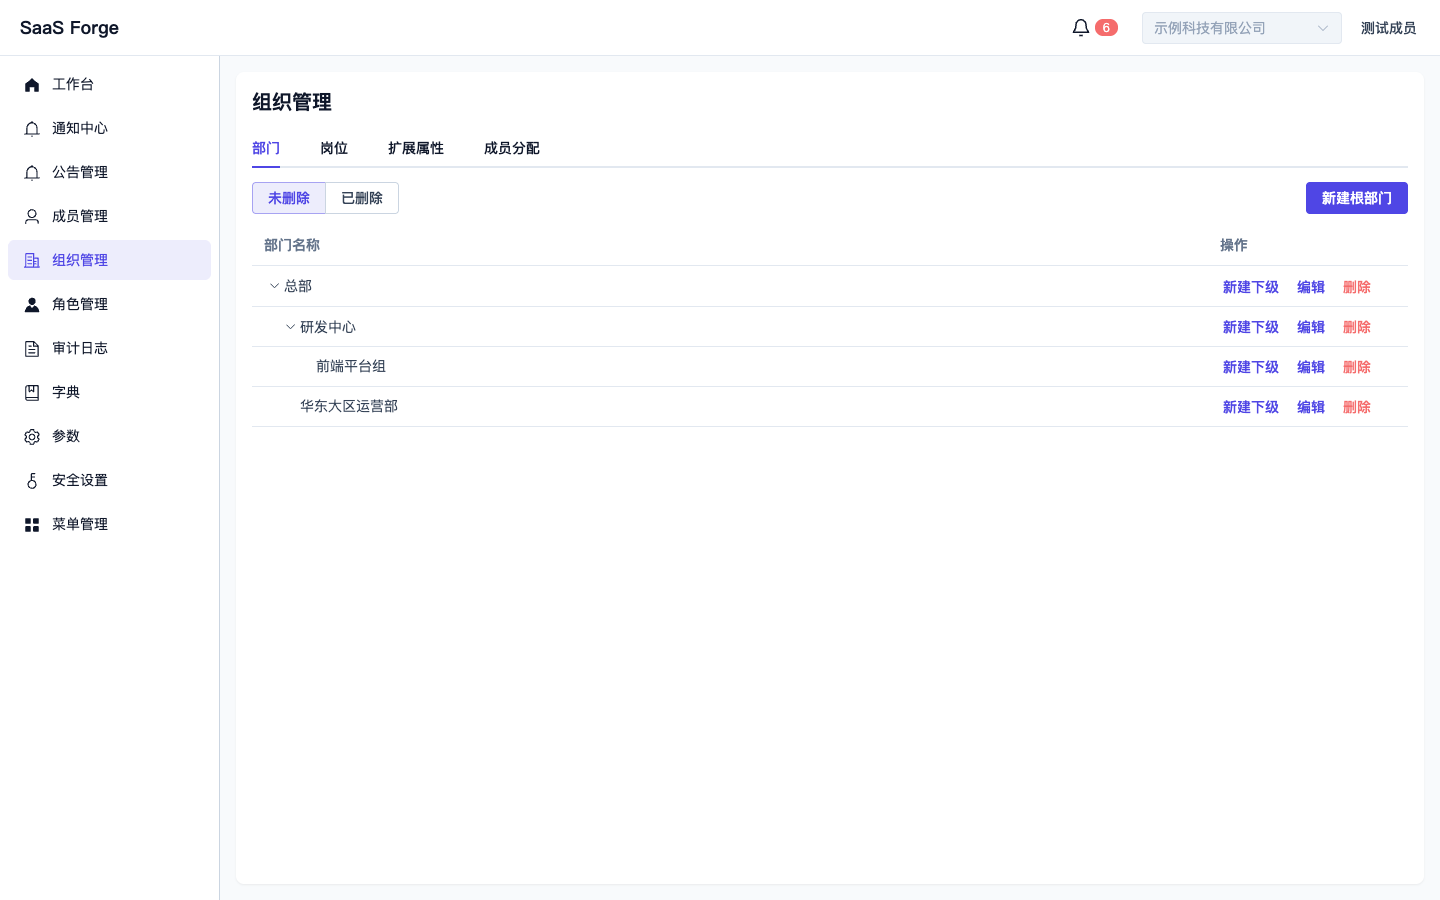 SaaS Forge
6
示例科技有限公司
测试成员
工作台
通知中心
公告管理
成员管理
组织管理
角色管理
审计日志
字典
参数
安全设置
菜单管理
组织管理
部门 岗位 扩展属性 成员分配
未删除 已删除 新建根部门
部门名称 操作
总部 新建下级 编辑 删除
研发中心 新建下级 编辑 删除
前端平台组 新建下级 编辑 删除
华东大区运营部 新建下级 编辑 删除